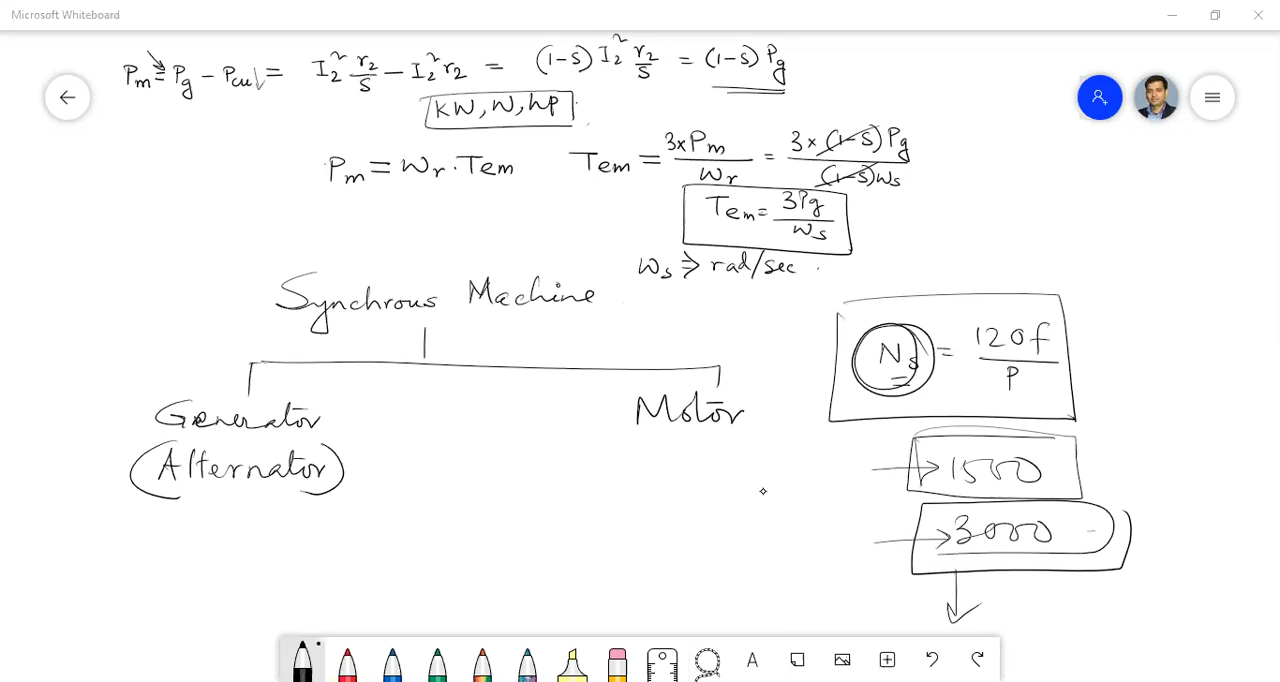 Microsoft Whiteboard
Pm = Pg - Pcu = I₂² r₂/s - I₂² r₂ = (1-s) I₂² r₂/s = (1-s) Pg
KW, W, hp
Pm = Wr . Tem Tem = 3×Pm / Wr = 3×(1-s)Pg / (1-s)Ws
Tem = 3Pg / Ws
Ws ⇒ rad/sec
Synchrous Machine
Generator
(Alternator)
Motor
Ns = 120f / P
→ 1500
→ 3000
A